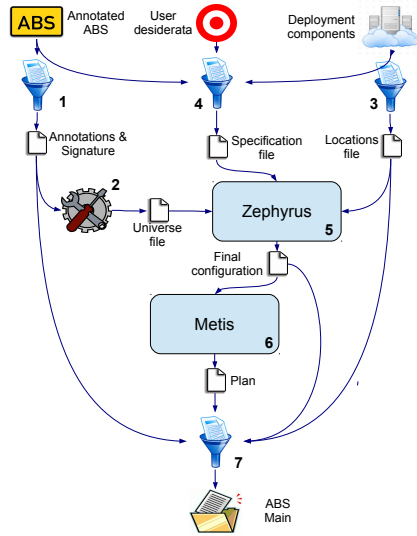 ABS
Annotated
ABS
User
desiderata
Deployment
components
1
4
3
Annotations &
Signature
Specification
file
Locations
file
2
Universe
file
Zephyrus
5
Final
configuration
Metis
6
Plan
7
ABS
Main